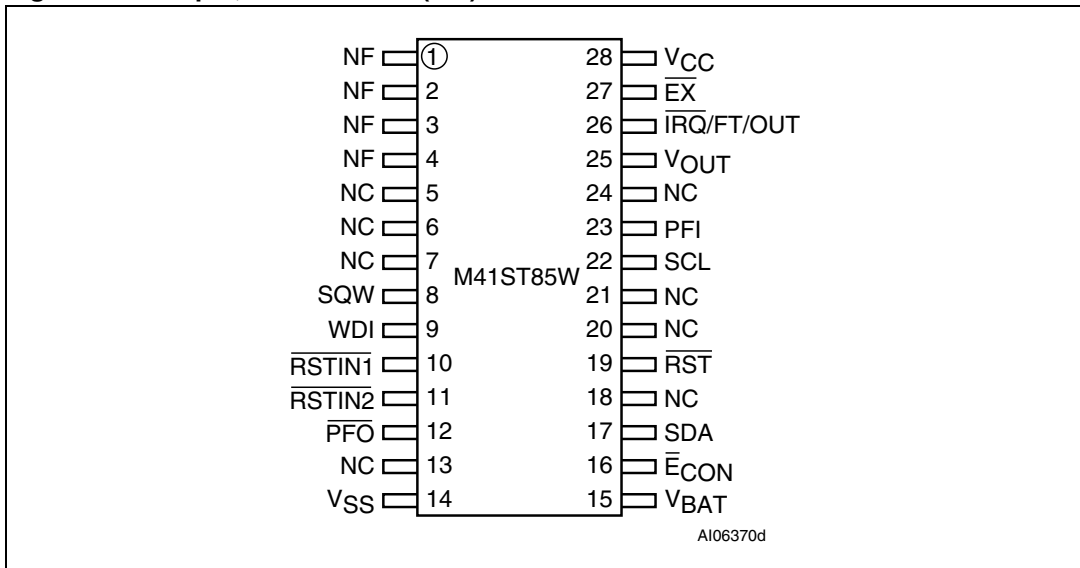 NF 1 28 VCC
NF 2 27 EX
NF 3 26 IRQ/FT/OUT
NF 4 25 VOUT
NC 5 24 NC
NC 6 23 PFI
NC 7 22 SCL
M41ST85W
SQW 8 21 NC
WDI 9 20 NC
RSTIN1 10 19 RST
RSTIN2 11 18 NC
PFO 12 17 SDA
NC 13 16 ECON
VSS 14 15 VBAT
AI06370d